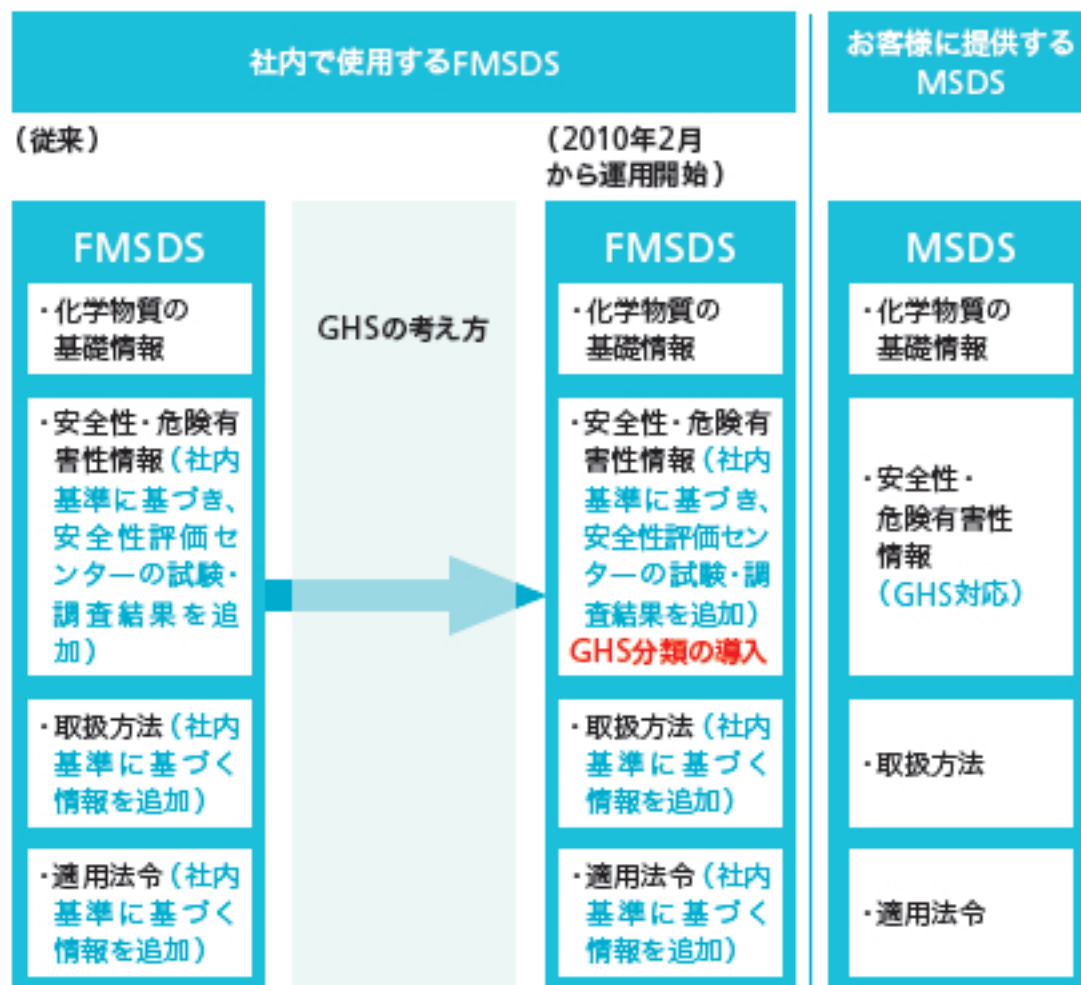 社内で使用するFMSDS
お客様に提供する
MSDS
（従来）
（2010年2月
から運用開始）
FMSDS
・化学物質の
基礎情報
・安全性・危険有
害性情報（社内
基準に基づき、
安全性評価セ
ンターの試験・
調査結果を追
加）
・取扱方法（社内
基準に基づく
情報を追加）
・適用法令（社内
基準に基づく
情報を追加）
GHSの考え方
FMSDS
・化学物質の
基礎情報
・安全性・危険有
害性情報（社内
基準に基づき、
安全性評価セン
ターの試験・調
査結果を追加）
GHS分類の導入
・取扱方法（社内
基準に基づく
情報を追加）
・適用法令（社内
基準に基づく
情報を追加）
MSDS
・化学物質の
基礎情報
・安全性・
危険有害性
情報
（GHS対応）
・取扱方法
・適用法令